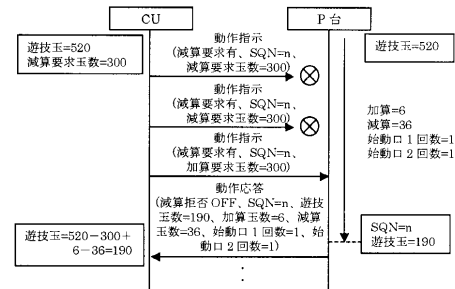 CU
P台
遊技玉=520
減算要求玉数=300
動作指示
(減算要求有、SQN=n、
減算要求玉数=300)
遊技玉=520
動作指示
(減算要求有、SQN=n、
減算要求玉数=300)
加算=6
減算=36
始動口1回数=1
始動口2回数=1
動作指示
(減算要求有、SQN=n、
加算要求玉数=300)
動作応答
(減算拒否OFF、SQN=n、遊技
玉数=190、加算玉数=6、減算
玉数=36、始動口1回数=1、始
動口2回数=1)
SQN=n
遊技玉=190
遊技玉=520-300+
6-36=190